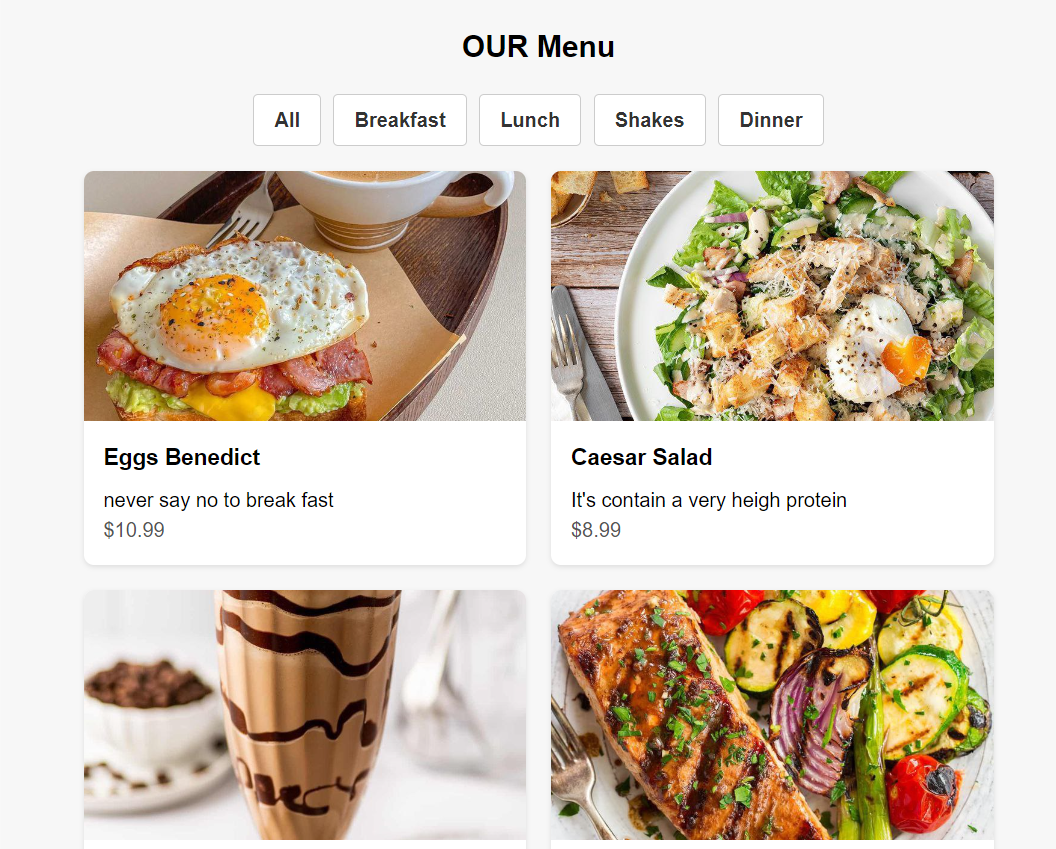 OUR Menu
All
Breakfast
Lunch
Shakes
Dinner
Eggs Benedict
never say no to break fast
$10.99
Caesar Salad
It's contain a very heigh protein
$8.99